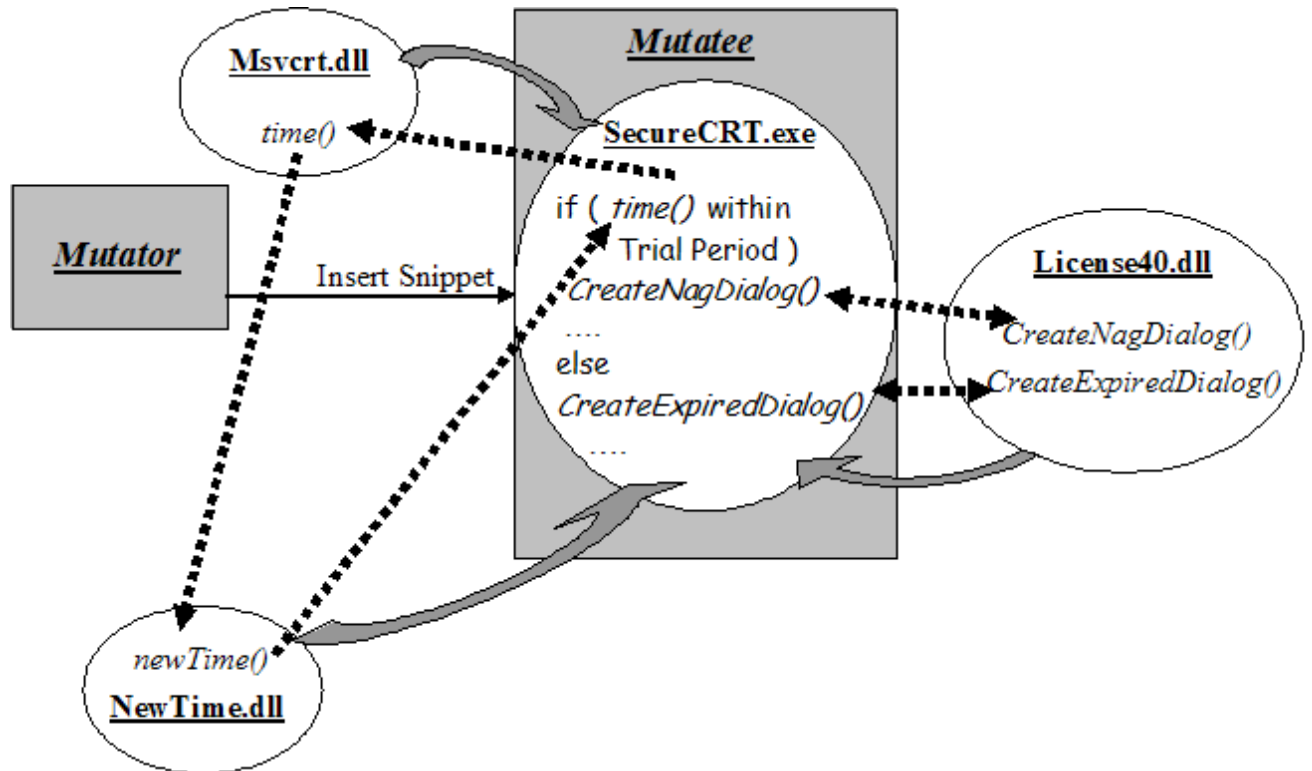 Msvcrt.dll
time()
Mutator
Insert Snippet
Mutatee
SecureCRT.exe
if ( time() within
Trial Period )
CreateNagDialog()
....
else
CreateExpiredDialog()
....
License40.dll
CreateNagDialog()
CreateExpiredDialog()
newTime()
NewTime.dll